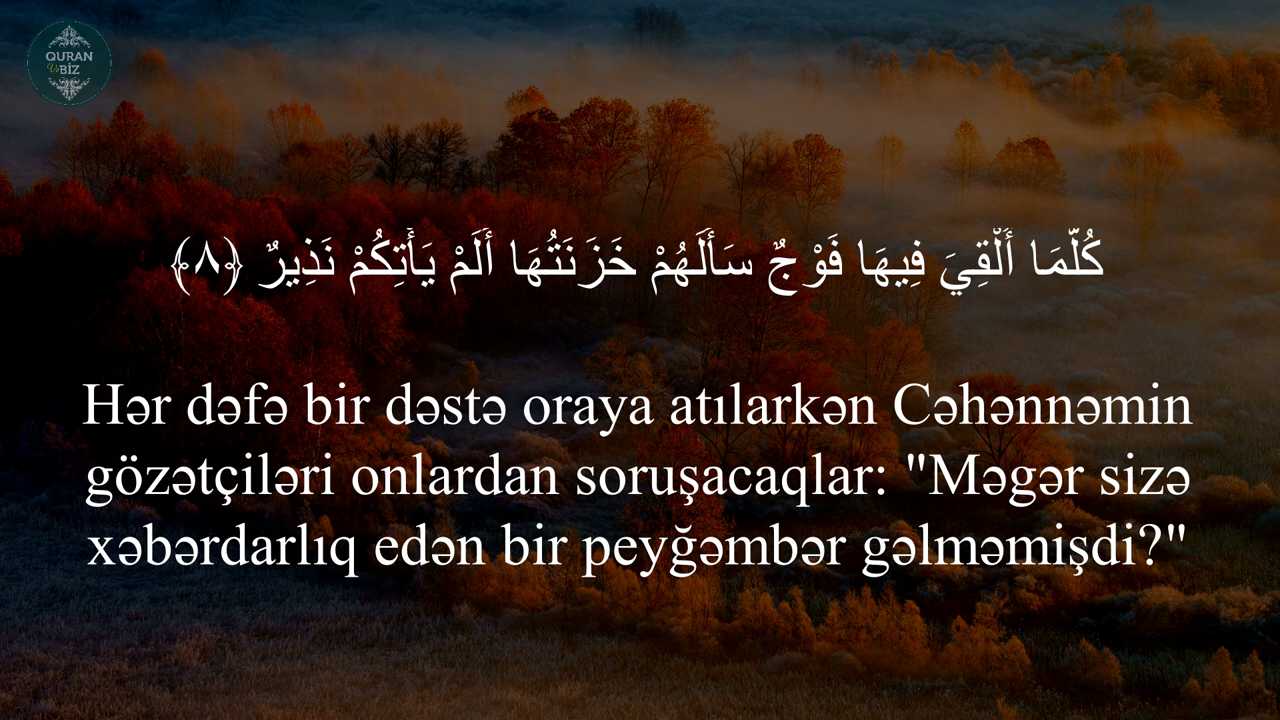 QURAN
Və BİZ
كُلَّمَا أُلْقِيَ فِيهَا فَوْجٌ سَأَلَهُمْ خَزَنَتُهَا أَلَمْ يَأْتِكُمْ نَذِيرٌ ﴿٨﴾
Hər dəfə bir dəstə oraya atılarkən Cəhənnəmin
gözətçiləri onlardan soruşacaqlar: "Məgər sizə
xəbərdarlıq edən bir peyğəmbər gəlməmişdi?"